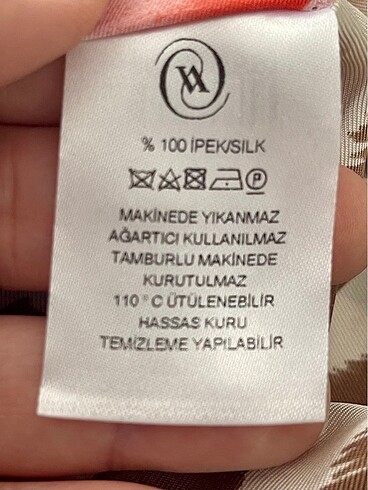 % 100 İPEK/SILK
MAKİNEDE YIKANMAZ
AĞARTICI KULLANILMAZ
TAMBURLU MAKİNEDE
KURUTULMAZ
110 °C ÜTÜLENEBİLİR
HASSAS KURU
TEMİZLEME YAPILABİLİR